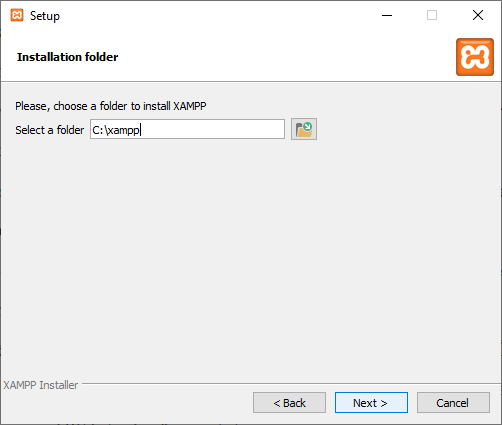 Setup
Installation folder
Please, choose a folder to install XAMPP
Select a folder C:\xampp
XAMPP Installer
< Back Next > Cancel